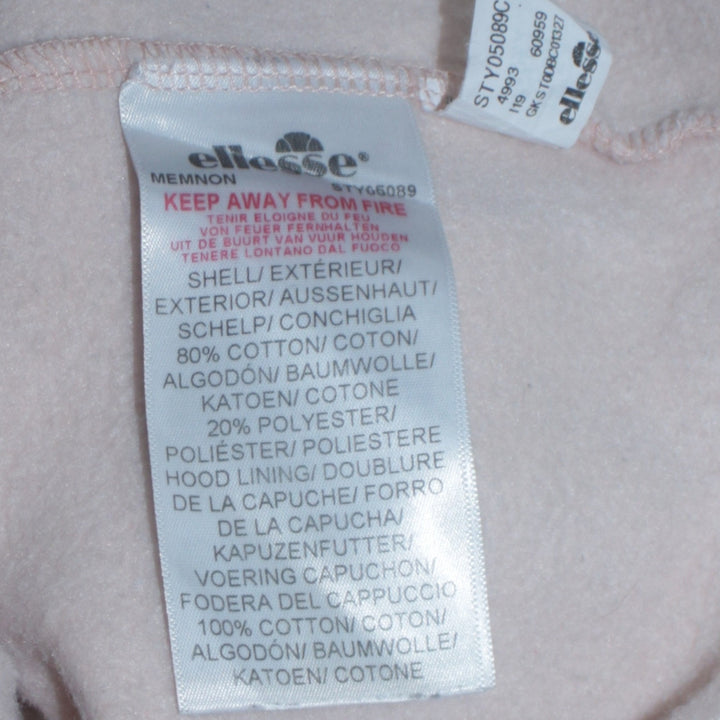 STY05089C
4993 60959
I19
GKST0DBC01327
ellesse
ellesse®
MEMNON STY05089
KEEP AWAY FROM FIRE
TENIR ELOIGNE DU FEU
VON FEUER FERNHALTEN
UIT DE BUURT VAN VUUR HOUDEN
TENERE LONTANO DAL FUOCO
SHELL/ EXTÉRIEUR/
EXTERIOR/ AUSSENHAUT/
SCHELP/ CONCHIGLIA
80% COTTON/ COTON/
ALGODÓN/ BAUMWOLLE/
KATOEN/ COTONE
20% POLYESTER/
POLIÉSTER/ POLIESTERE
HOOD LINING/ DOUBLURE
DE LA CAPUCHE/ FORRO
DE LA CAPUCHA/
KAPUZENFUTTER/
VOERING CAPUCHON/
FODERA DEL CAPPUCCIO
100% COTTON/ COTON/
ALGODÓN/ BAUMWOLLE/
KATOEN/ COTONE